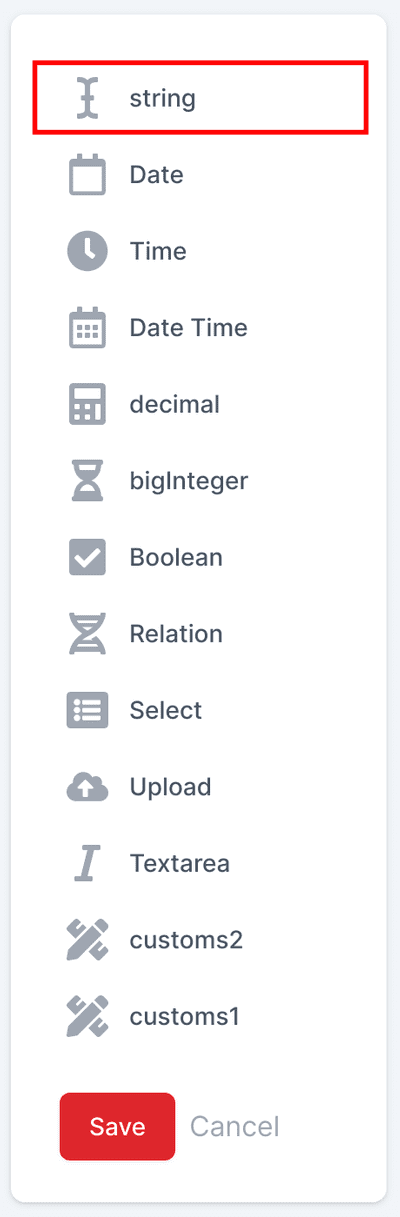 string
Date
Time
Date Time
decimal
bigInteger
Boolean
Relation
Select
Upload
Textarea
customs2
customs1
Save Cancel